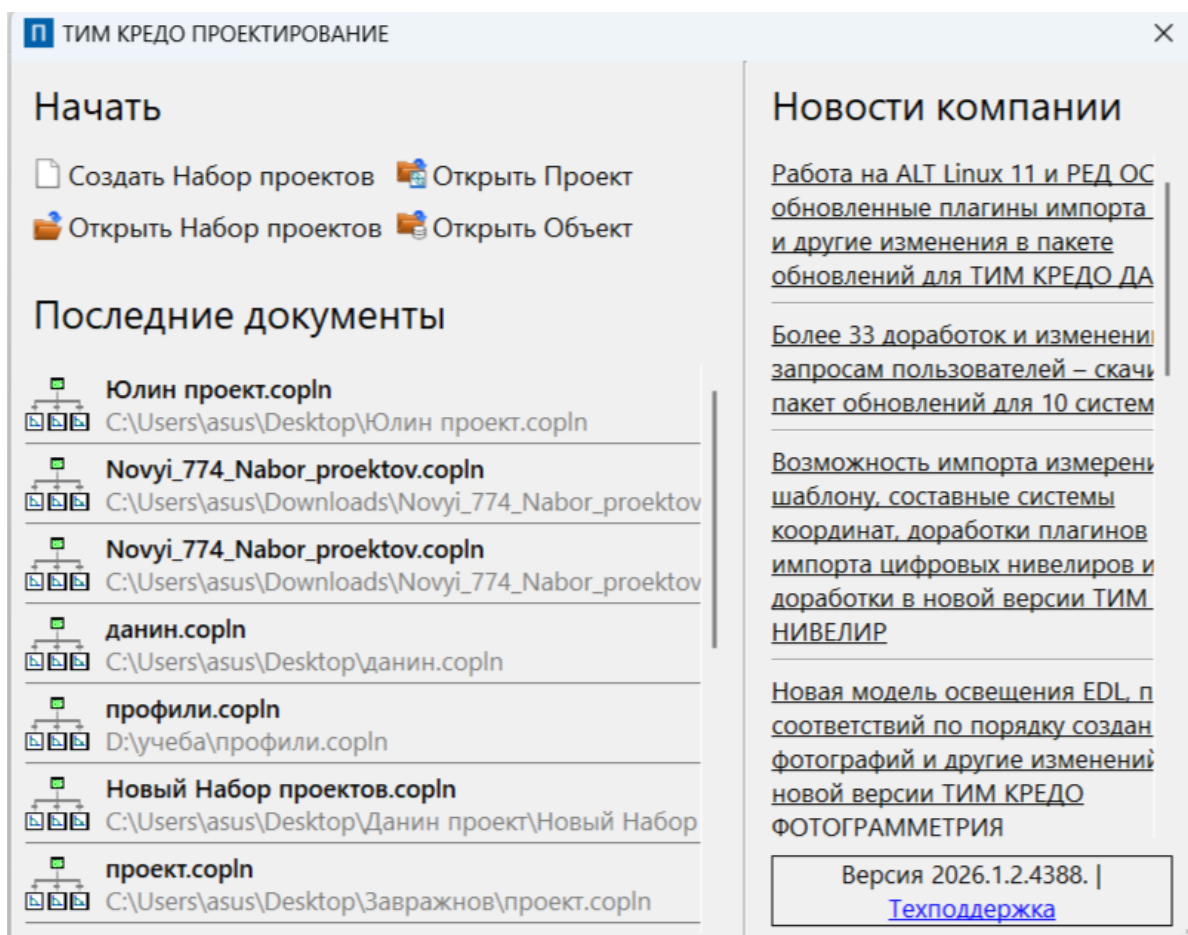 ТИМ КРЕДО ПРОЕКТИРОВАНИЕ
Начать
Создать Набор проектов
Открыть Проект
Открыть Набор проектов
Открыть Объект
Последние документы
Юлин проект.copln
C:\Users\asus\Desktop\Юлин проект.copln
Novyi_774_Nabor_proektov.copln
C:\Users\asus\Downloads\Novyi_774_Nabor_proektov
Novyi_774_Nabor_proektov.copln
C:\Users\asus\Downloads\Novyi_774_Nabor_proektov
данин.copln
C:\Users\asus\Desktop\данин.copln
профили.copln
D:\учеба\профили.copln
Новый Набор проектов.copln
C:\Users\asus\Desktop\Данин проект\Новый Набор
проект.copln
C:\Users\asus\Desktop\Завражнов\проект.copln
Новости компании
Работа на ALT Linux 11 и РЕД ОС
обновленные плагины импорта
и другие изменения в пакете
обновлений для ТИМ КРЕДО ДА
Более 33 доработок и изменени
запросам пользователей – скачи
пакет обновлений для 10 систем
Возможность импорта измерени
шаблону, составные системы
координат, доработки плагинов
импорта цифровых нивелиров и
доработки в новой версии ТИМ
НИВЕЛИР
Новая модель освещения EDL, п
соответствий по порядку создан
фотографий и другие изменений
новой версии ТИМ КРЕДО
ФОТОГРАММЕТРИЯ
Версия 2026.1.2.4388. |
Техподдержка